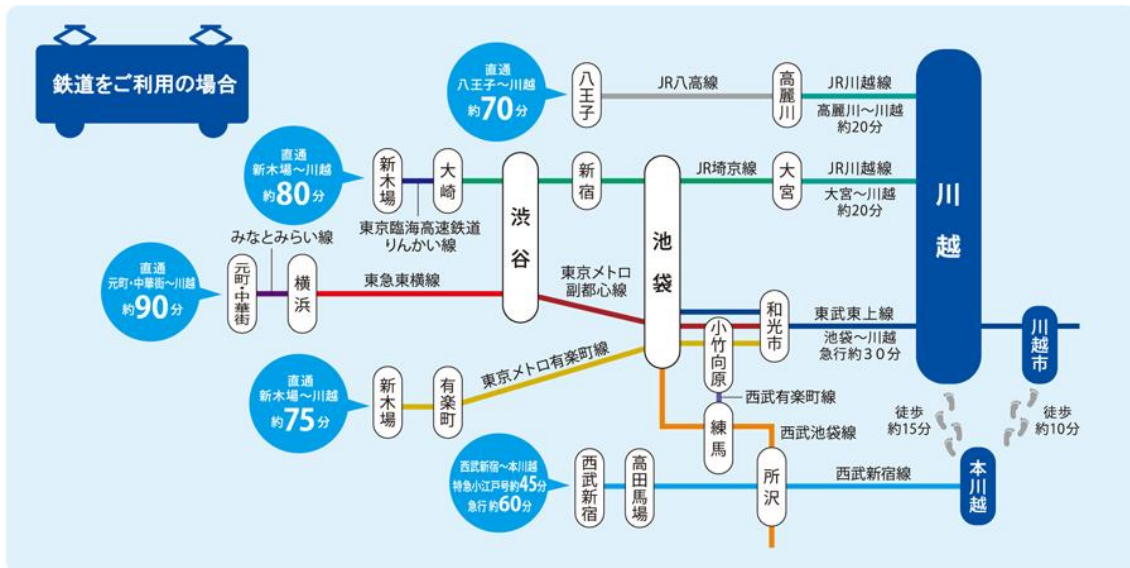 鉄道をご利用の場合
直通
八王子～川越
約70分
八王子
JR八高線
高麗川
JR川越線
高麗川～川越
約20分
川越
直通
新木場～川越
約80分
新木場
大崎
東京臨海高速鉄道
りんかい線
渋谷
新宿
池袋
JR埼京線
大宮
JR川越線
大宮～川越
約20分
みなとみらい線
直通
元町・中華街～川越
約90分
元町・中華街
横浜
東急東横線
東京メトロ
副都心線
小竹向原
和光市
東武東上線
池袋～川越
急行約30分
川越市
直通
新木場～川越
約75分
新木場
有楽町
東京メトロ有楽町線
西武有楽町線
練馬
西武池袋線
徒歩
約15分
徒歩
約10分
西武新宿～本川越
特急小江戸号約45分
急行約60分
西武新宿
高田馬場
所沢
西武新宿線
本川越